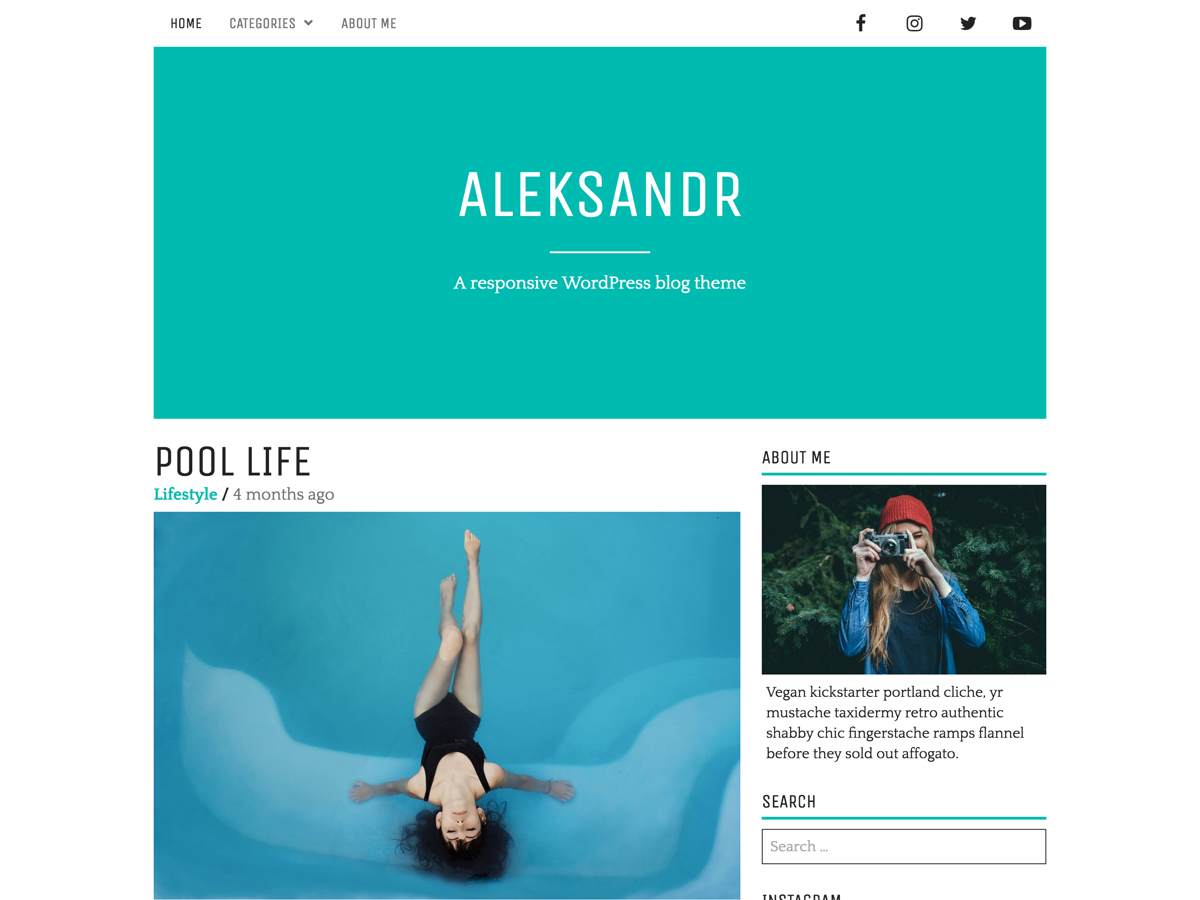 HOME CATEGORIES ABOUT ME
ALEKSANDR
A responsive WordPress blog theme
POOL LIFE
Lifestyle / 4 months ago
ABOUT ME
Vegan kickstarter portland cliche, yr
mustache taxidermy retro authentic
shabby chic fingerstache ramps flannel
before they sold out affogato.
SEARCH
Search ...
INSTAGRAM